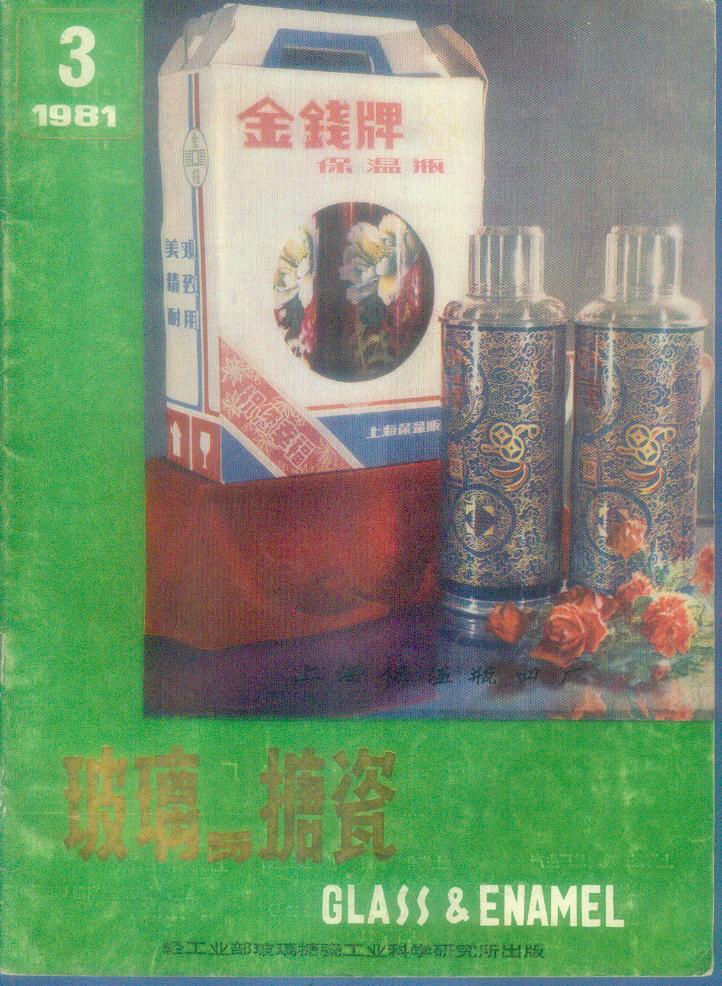 3
1981
金錢牌
保温瓶
美观
精致
耐用
上海保温瓶
上海保温瓶四厂
玻璃与搪瓷
GLASS & ENAMEL
轻工业部玻璃搪瓷工业科学研究所出版